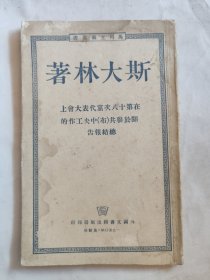 斯大林著
在第十八次黨代表大會上
關於聯共(布)中央工作的
總結報告
外國文書籍出版局印行